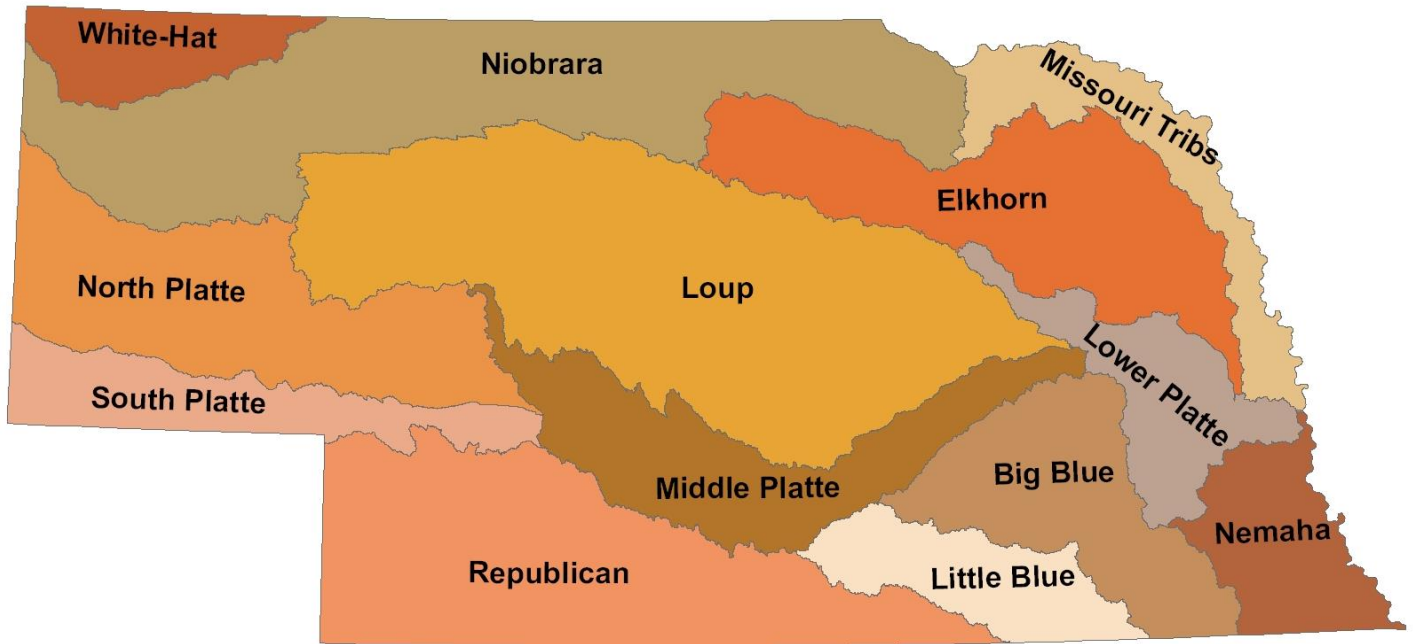 White-Hat
Niobrara
Missouri Tribs
Elkhorn
North Platte
Loup
South Platte
Lower Platte
Middle Platte
Big Blue
Nemaha
Republican
Little Blue